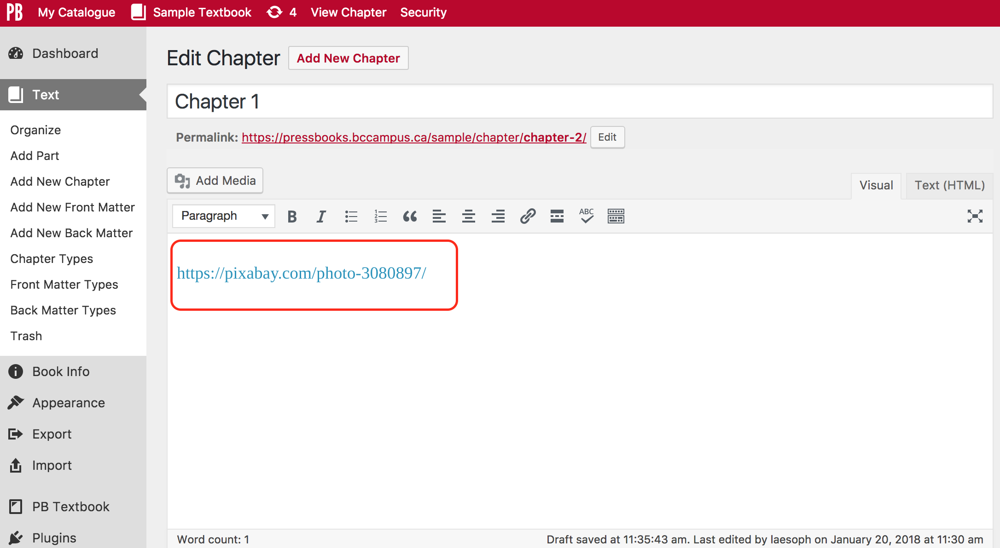 PB My Catalogue Sample Textbook 4 View Chapter Security
Dashboard
Text
Organize
Add Part
Add New Chapter
Add New Front Matter
Add New Back Matter
Chapter Types
Front Matter Types
Back Matter Types
Trash
Book Info
Appearance
Export
Import
PB Textbook
Plugins
Edit Chapter Add New Chapter
Chapter 1
Permalink: https://pressbooks.bccampus.ca/sample/chapter/chapter-2/ Edit
Add Media
Visual Text (HTML)
Paragraph B I 1 2 3 ABC
https://pixabay.com/photo-3080897/
Word count: 1
Draft saved at 11:35:43 am. Last edited by laesoph on January 20, 2018 at 11:30 am